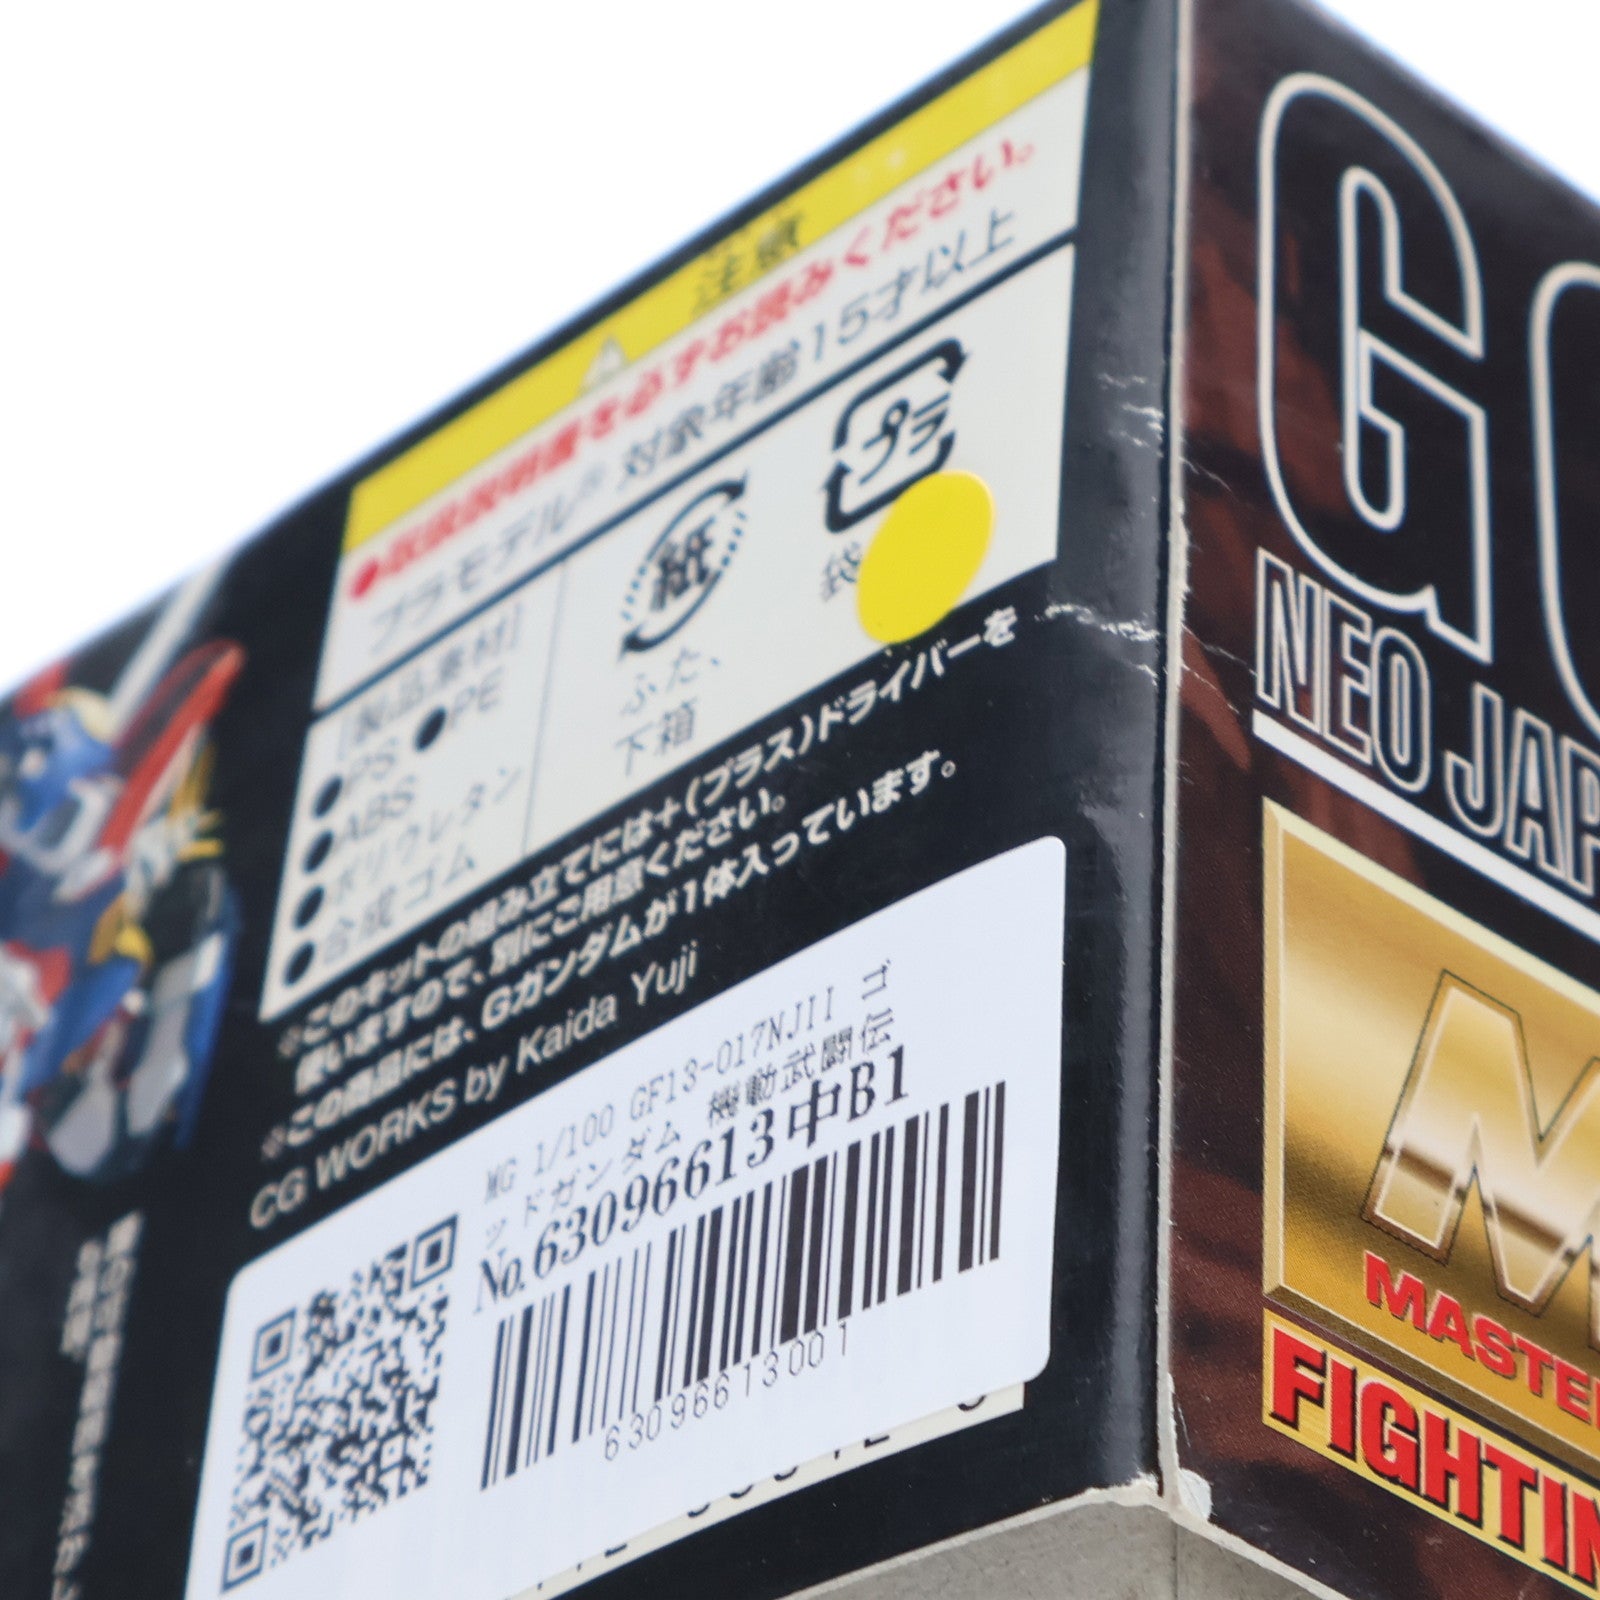 注意
●取扱説明書を必ずお読みください。
プラモデル® 対象年齢15才以上
[製品素材]
●PS ●PE
●ABS
●ポリウレタン
●合成ゴム
紙
ふた、
下箱
プラ
袋
※このキットの組み立てには+(プラス)ドライバーを
使いますので、別にご用意ください。
※この商品には、Gガンダムが1体入っています。
CG WORKS by Kaida Yuji
MG 1/100 GF13-017NJII ゴ
ッドガンダム 機動武闘伝
No.63096613中B1
63096613001
G
NEO JAP
M
MASTE
FIGHTIN